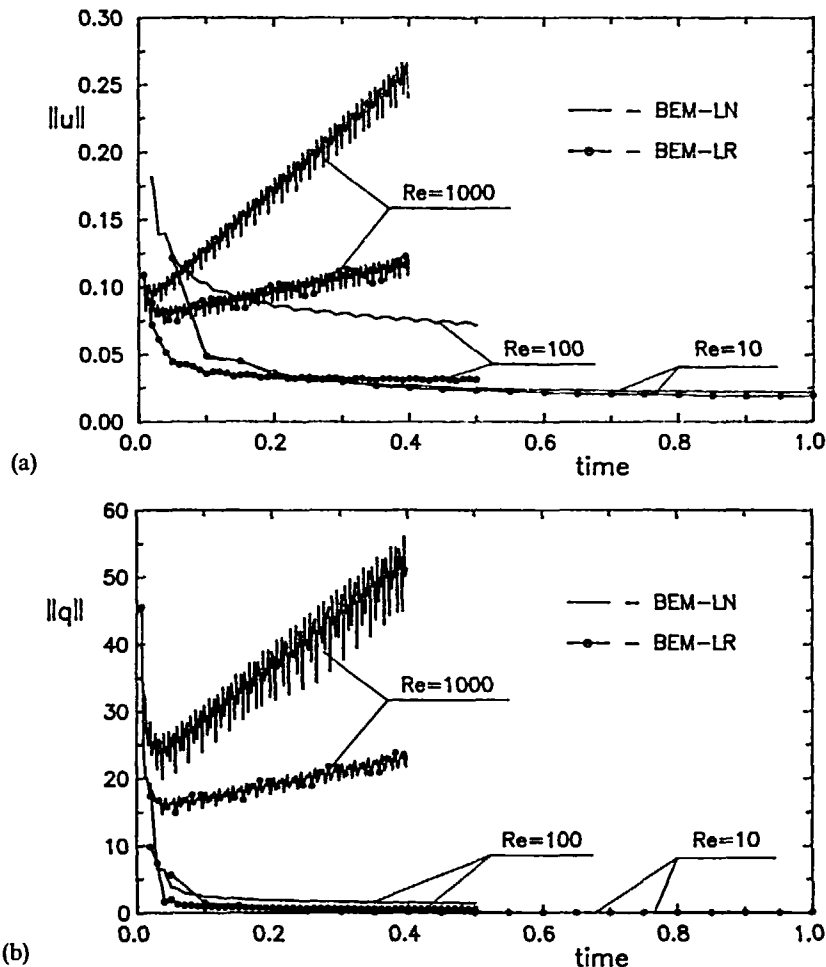 0.30
0.25
0.20
0.15
0.10
0.05
0.00
||u||
— — BEM-LN
— BEM-LR
Re=1000
Re=100
Re=10
0.0 0.2 0.4 0.6 0.8 1.0
time
(a)
60
50
40
30
20
10
0
||q||
— — BEM-LN
— BEM-LR
Re=1000
Re=100
Re=10
0.0 0.2 0.4 0.6 0.8 1.0
time
(b)